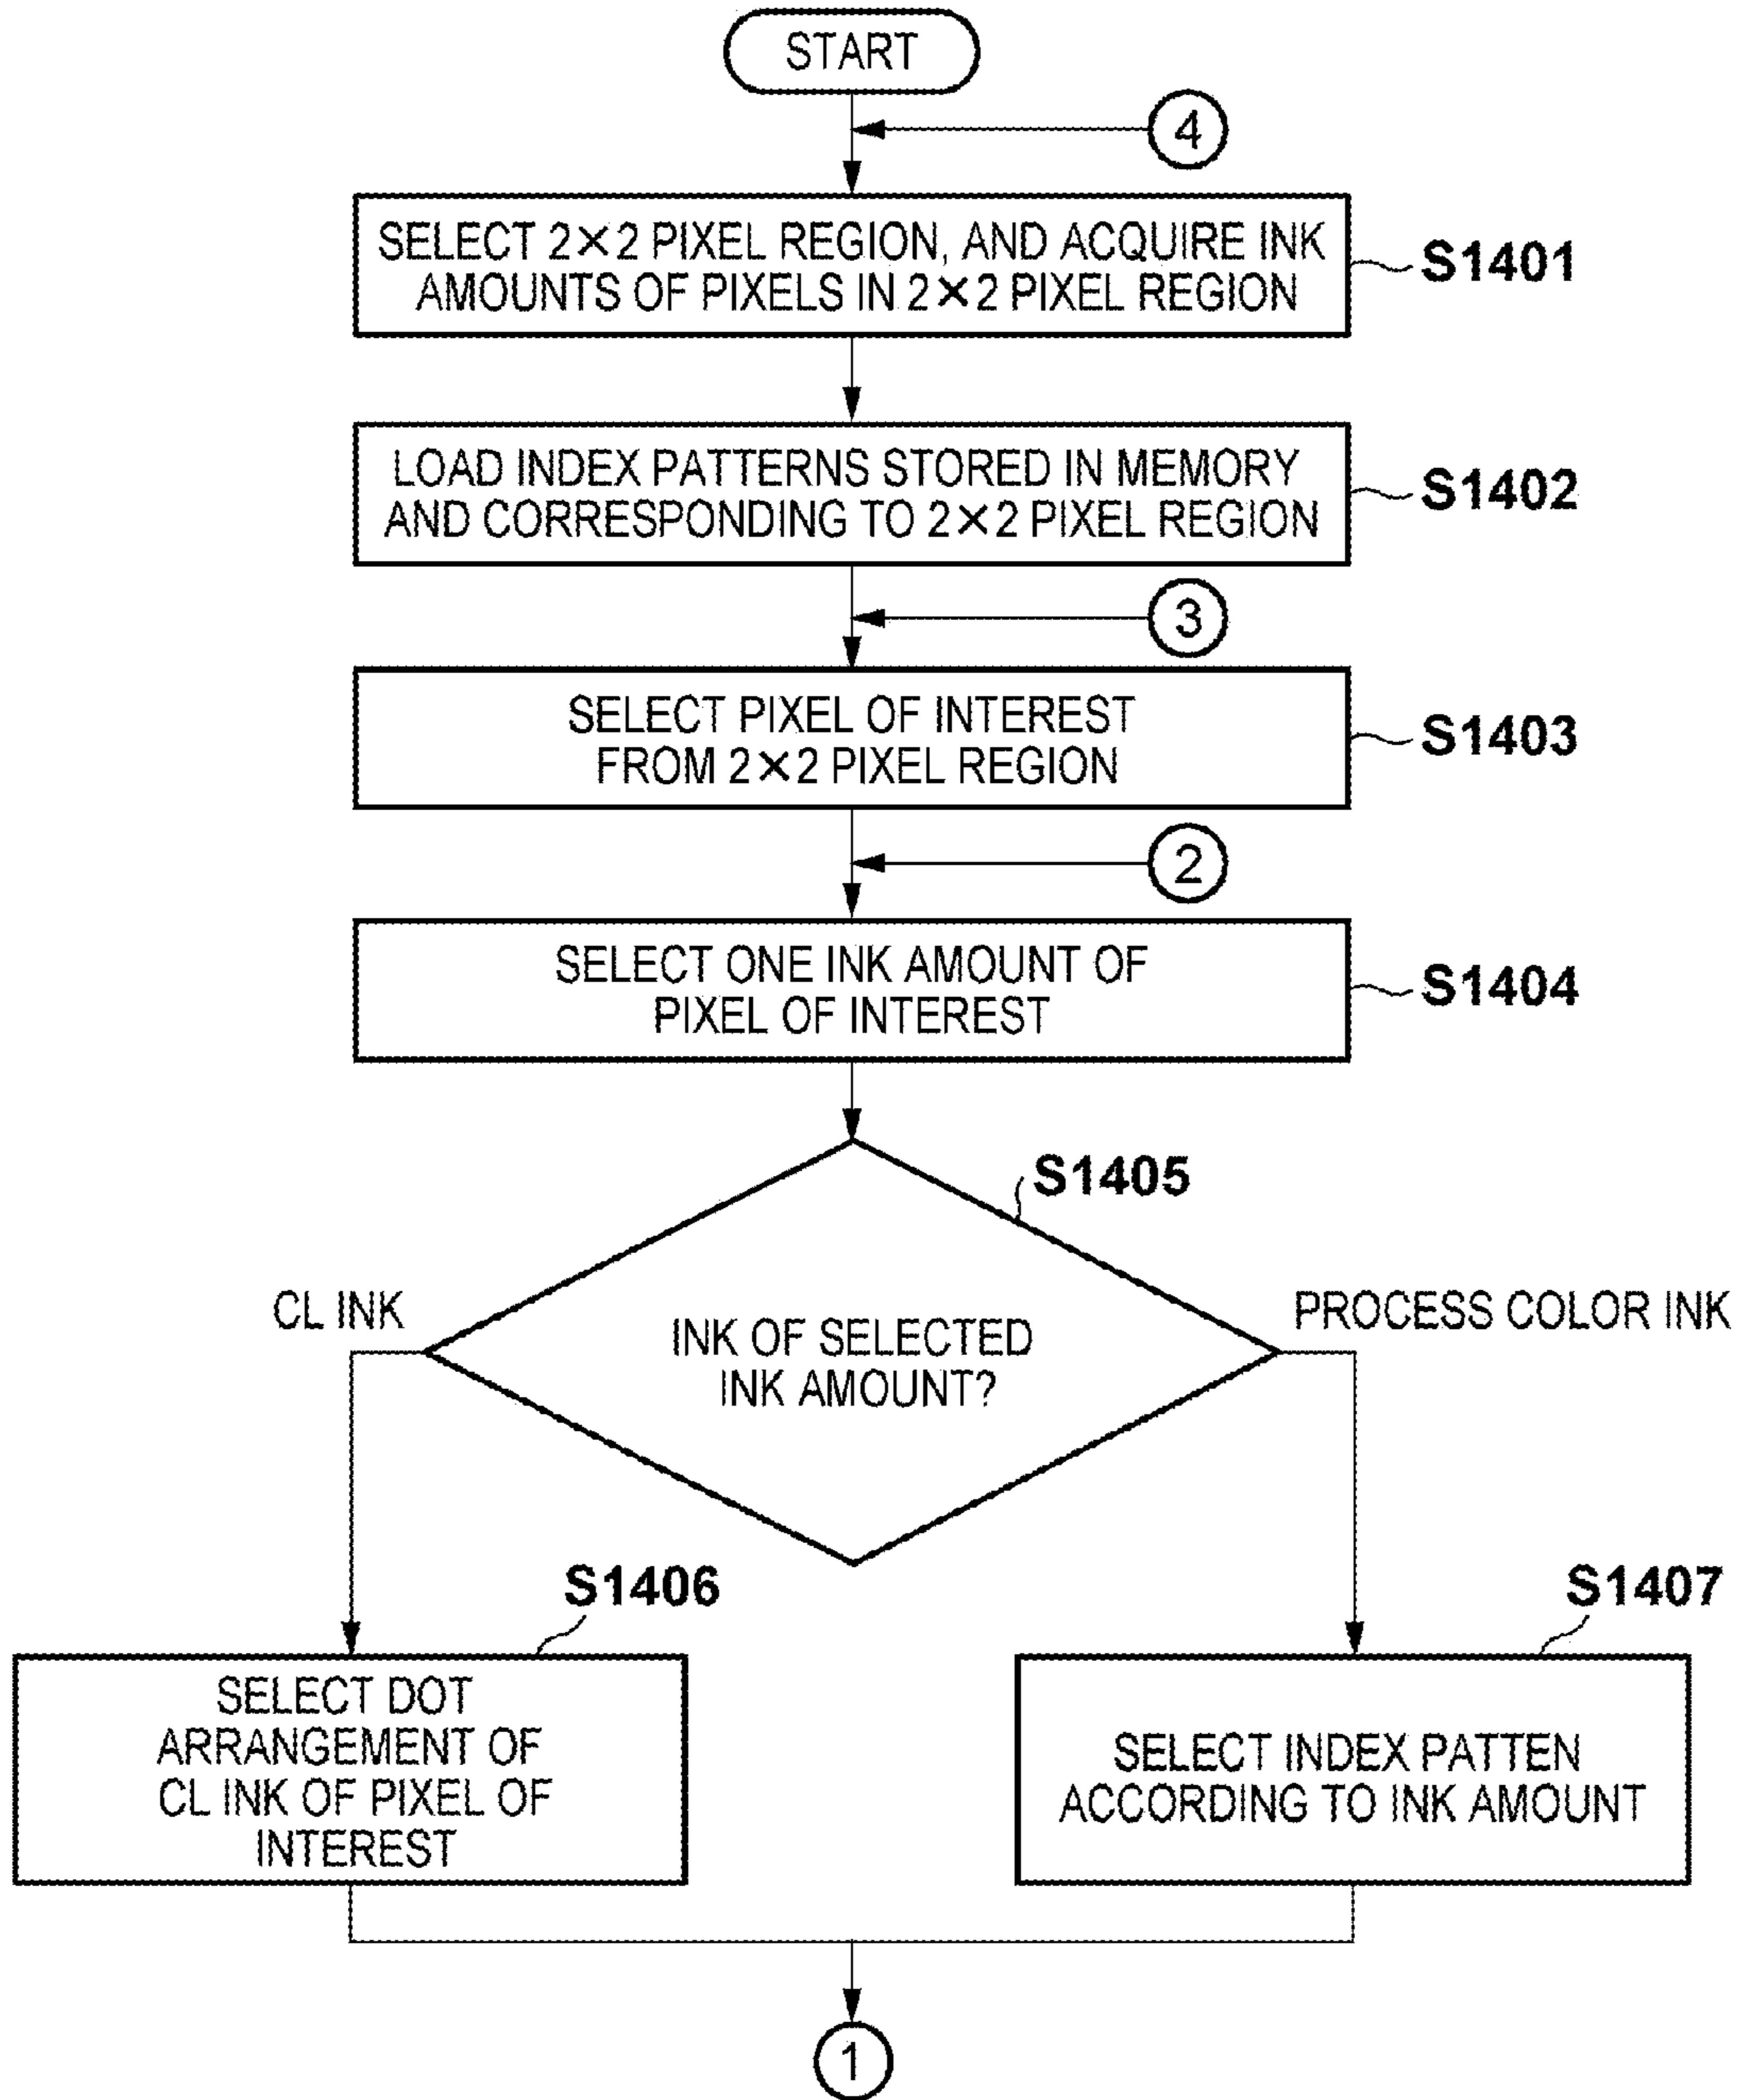 START
4
SELECT 2×2 PIXEL REGION, AND ACQUIRE INK
AMOUNTS OF PIXELS IN 2×2 PIXEL REGION
S1401
LOAD INDEX PATTERNS STORED IN MEMORY
AND CORRESPONDING TO 2×2 PIXEL REGION
S1402
3
SELECT PIXEL OF INTEREST
FROM 2×2 PIXEL REGION
S1403
2
SELECT ONE INK AMOUNT OF
PIXEL OF INTEREST
S1404
S1405
CL INK
PROCESS COLOR INK
INK OF SELECTED
INK AMOUNT?
S1406
SELECT DOT
ARRANGEMENT OF
CL INK OF PIXEL OF
INTEREST
S1407
SELECT INDEX PATTEN
ACCORDING TO INK AMOUNT
1